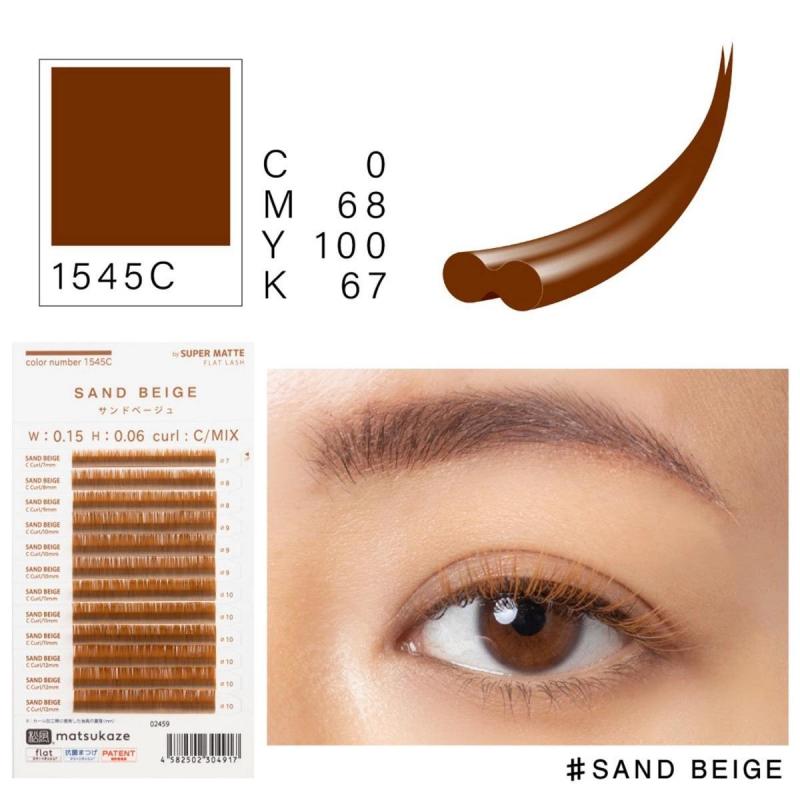 1545C
C 0
M 68
Y 100
K 67
color number 1545C
by SUPER MATTE
FLAT LASH
SAND BEIGE
サンドベージュ
W : 0.15 H : 0.06 curl : C/MIX
SAND BEIGE
C Curl/7mm
7
SAND BEIGE
C Curl/8mm
8
SAND BEIGE
C Curl/9mm
8
SAND BEIGE
C Curl/10mm
9
SAND BEIGE
C Curl/10mm
9
SAND BEIGE
C Curl/10mm
9
SAND BEIGE
C Curl/11mm
10
SAND BEIGE
C Curl/11mm
10
SAND BEIGE
C Curl/11mm
10
SAND BEIGE
C Curl/12mm
10
SAND BEIGE
C Curl/12mm
10
SAND BEIGE
C Curl/13mm
10
02459
matsukaze
flat
抗菌まつげ
PATENT
4 582502 304917
#SAND BEIGE